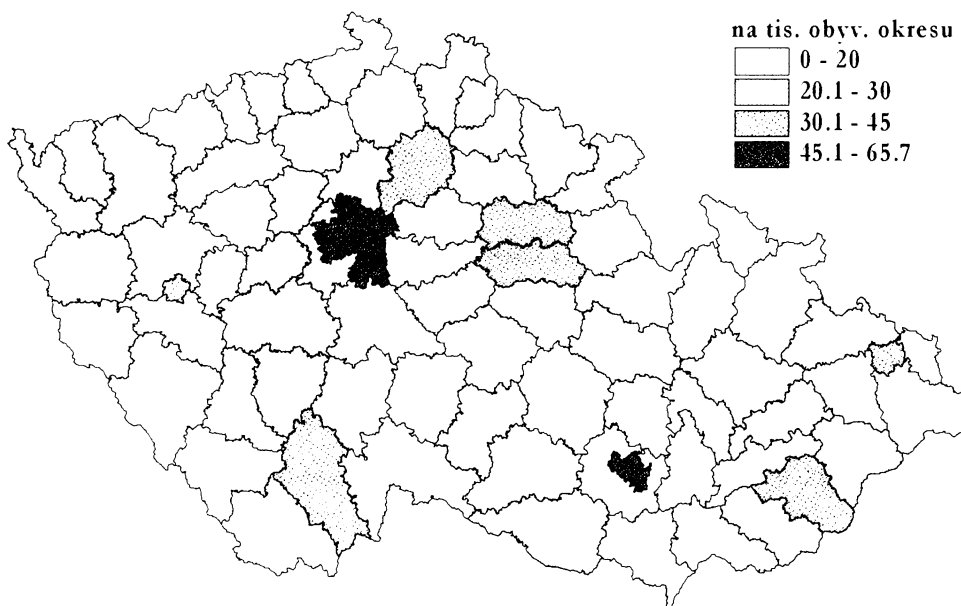 na tis. obyv. okresu
0 - 20
20.1 - 30
30.1 - 45
45.1 - 65.7